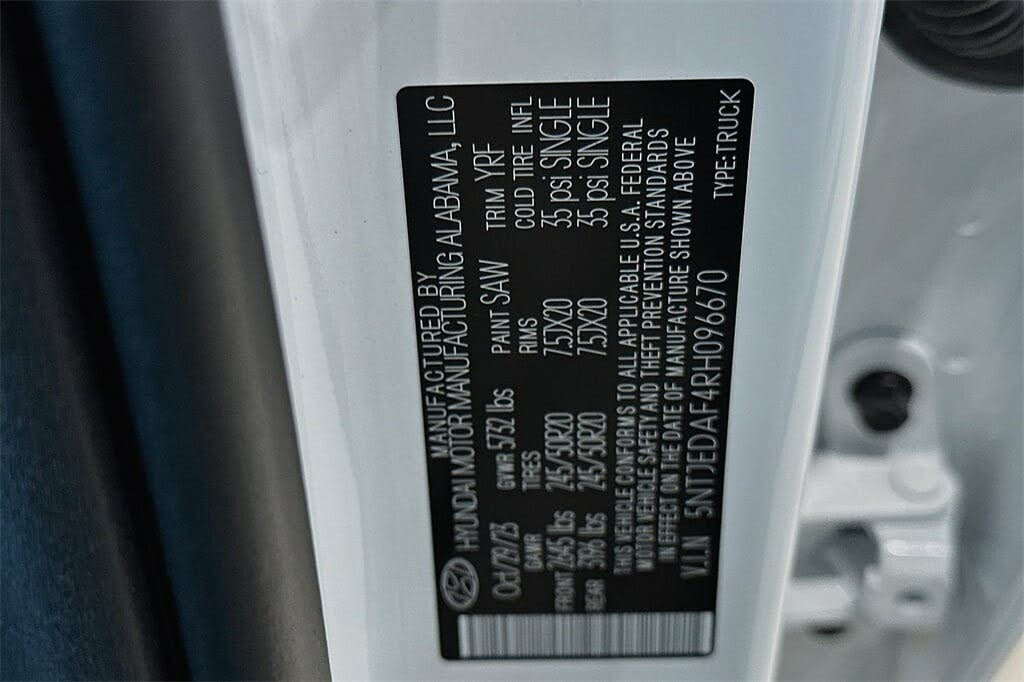 MANUFACTURED BY
HYUNDAI MOTOR MANUFACTURING ALABAMA, LLC
Oct/29/23 GVWR 5732 lbs PAINT SAW TRIM YRF
GAWR TIRES RIMS COLD TIRE INFL
FRONT 2645 lbs 245/50R20 7.5JX20 35 psi SINGLE
REAR 3196 lbs 245/50R20 7.5JX20 35 psi SINGLE
THIS VEHICLE CONFORMS TO ALL APPLICABLE U.S.A. FEDERAL
MOTOR VEHICLE SAFETY AND THEFT PREVENTION STANDARDS
IN EFFECT ON THE DATE OF MANUFACTURE SHOWN ABOVE
V.I.N 5NTJEDAF4RH096670
TYPE:TRUCK